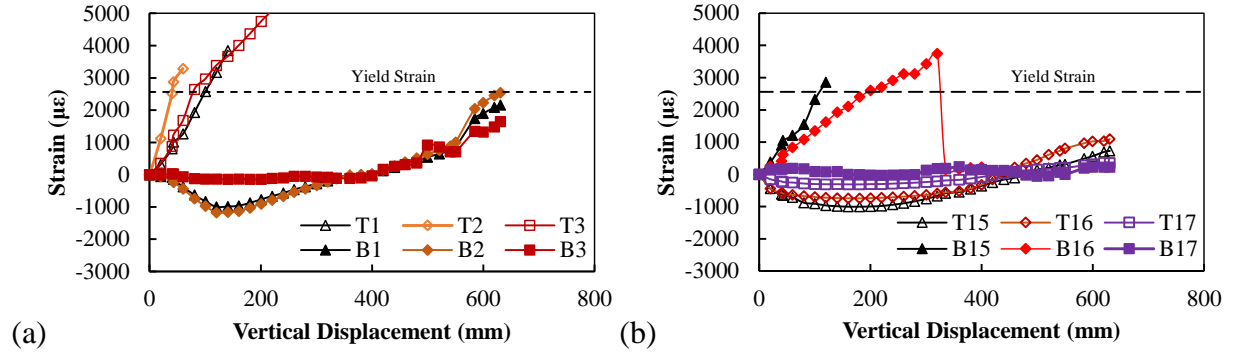 5000
4000
3000
2000
1000
0
-1000
-2000
-3000
Strain (με)
Yield Strain
T1 T2 T3
B1 B2 B3
0 200 400 600 800
Vertical Displacement (mm)
(a)
5000
4000
3000
2000
1000
0
-1000
-2000
-3000
Strain (με)
Yield Strain
T15 T16 T17
B15 B16 B17
0 200 400 600 800
Vertical Displacement (mm)
(b)